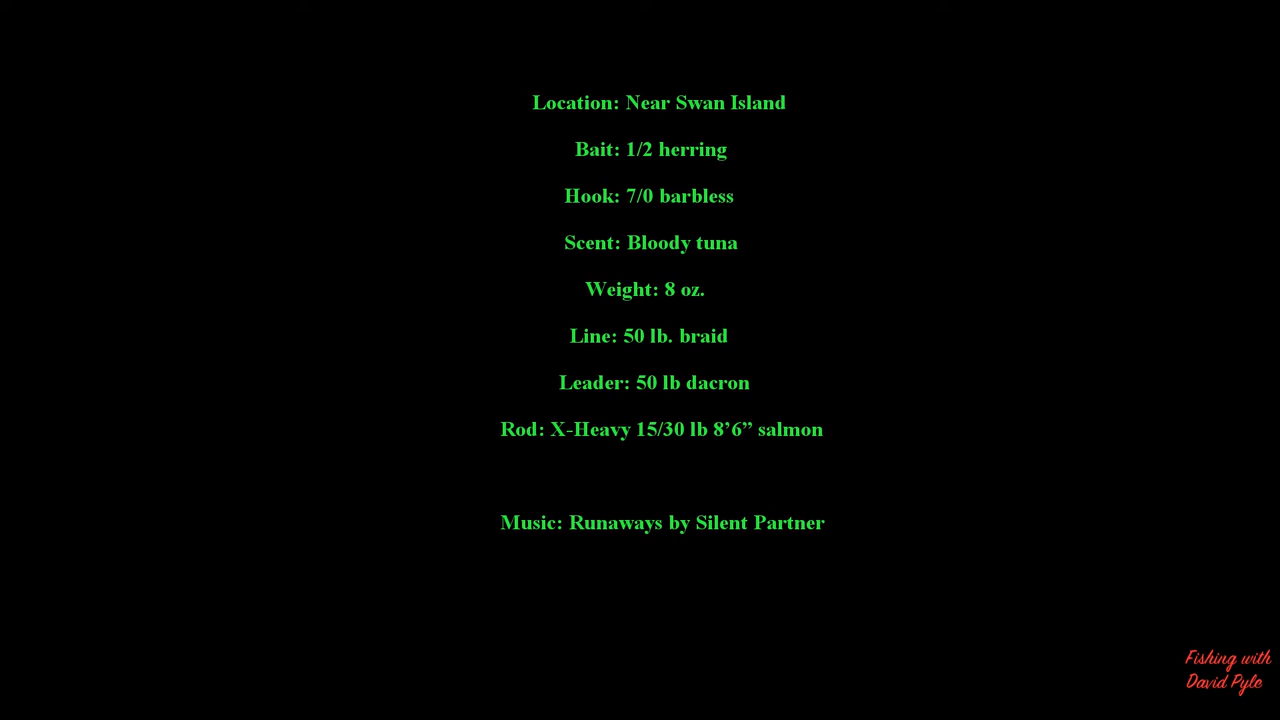 Location: Near Swan Island
Bait: 1/2 herring
Hook: 7/0 barbless
Scent: Bloody tuna
Weight: 8 oz.
Line: 50 lb. braid
Leader: 50 lb dacron
Rod: X-Heavy 15/30 lb 8’6” salmon
Music: Runaways by Silent Partner
Fishing with
David Pyle